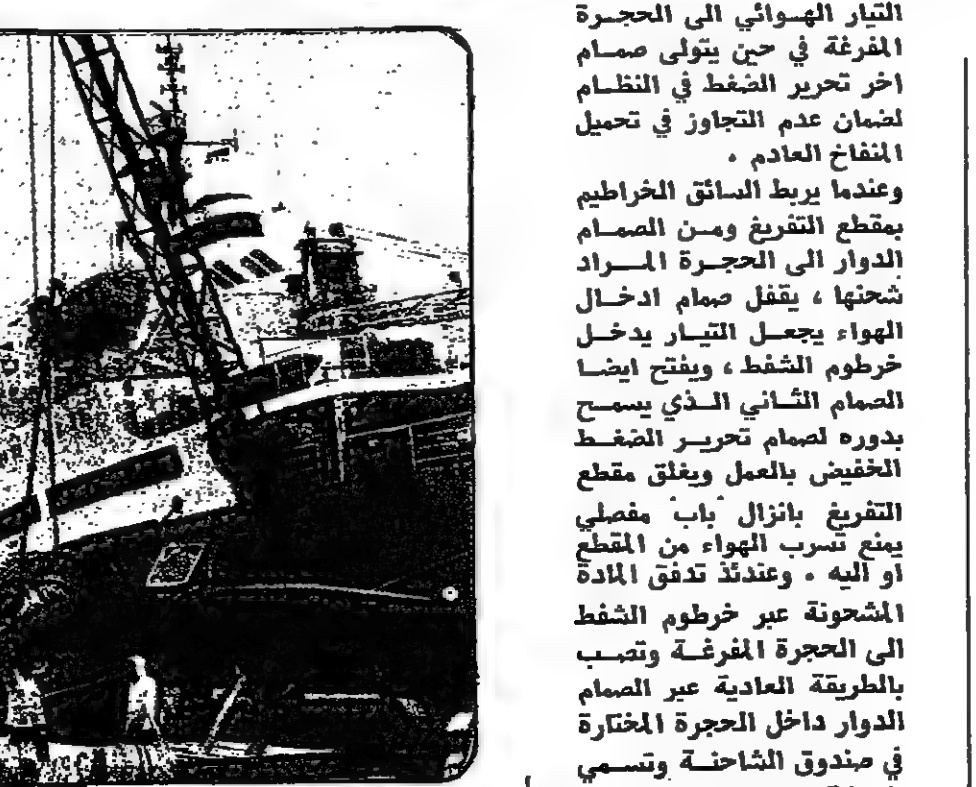 التيار الهوائي الى الحجرة
المفرغة في حين يتولى صمام
اخر تحرير الضغط في النظام
لضمان عدم التجاوز في تحميل
المنفاخ العادم .
وعندما يربط السائق الخراطيم
بمقطع التفريغ ومن الصمام
الدوار الى الحجرة المراد
شحنها ، يقفل صمام ادخال
الهواء يجعل التيار يدخل
خرطوم الشفط ، ويفتح ايضا
الصمام الثاني الذي يسمح
بدوره لصمام تحرير الضغط
الخفيض بالعمل ويغلق مقطع
التفريغ بانزال باب مفصلي
يمنع تسرب الهواء من المقطع
او اليه . وعندئذ تدفق المادة
المشحونة عبر خرطوم الشفط
الى الحجرة المفرغة وتصب
بالطريقة العادية عبر الصمام
الدوار داخل الحجرة المختارة
في صندوق الشاحنة وتسمي